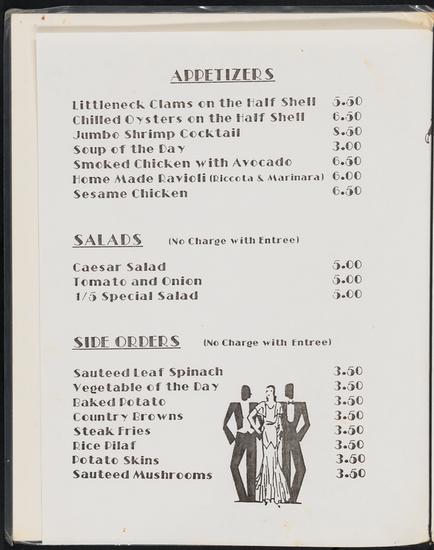 APPETIZERS
Littleneck Clams on the Half Shell 5.50
Chilled Oysters on the Half Shell 6.50
Jumbo Shrimp Cocktail 8.50
Soup of the Day 3.00
Smoked Chicken with Avocado 6.50
Home Made Ravioli (Riccota & Marinara) 6.00
Sesame Chicken 6.50
SALADS (No Charge with Entree)
Caesar Salad 5.00
Tomato and Onion 5.00
1/5 Special Salad 5.00
SIDE ORDERS (No Charge with Entree)
Sauteed Leaf Spinach 3.50
Vegetable of the Day 3.50
Baked Potato 3.50
Country Browns 3.50
Steak Fries 3.50
Rice Pilaf 3.50
Potato Skins 3.50
Sauteed Mushrooms 3.50